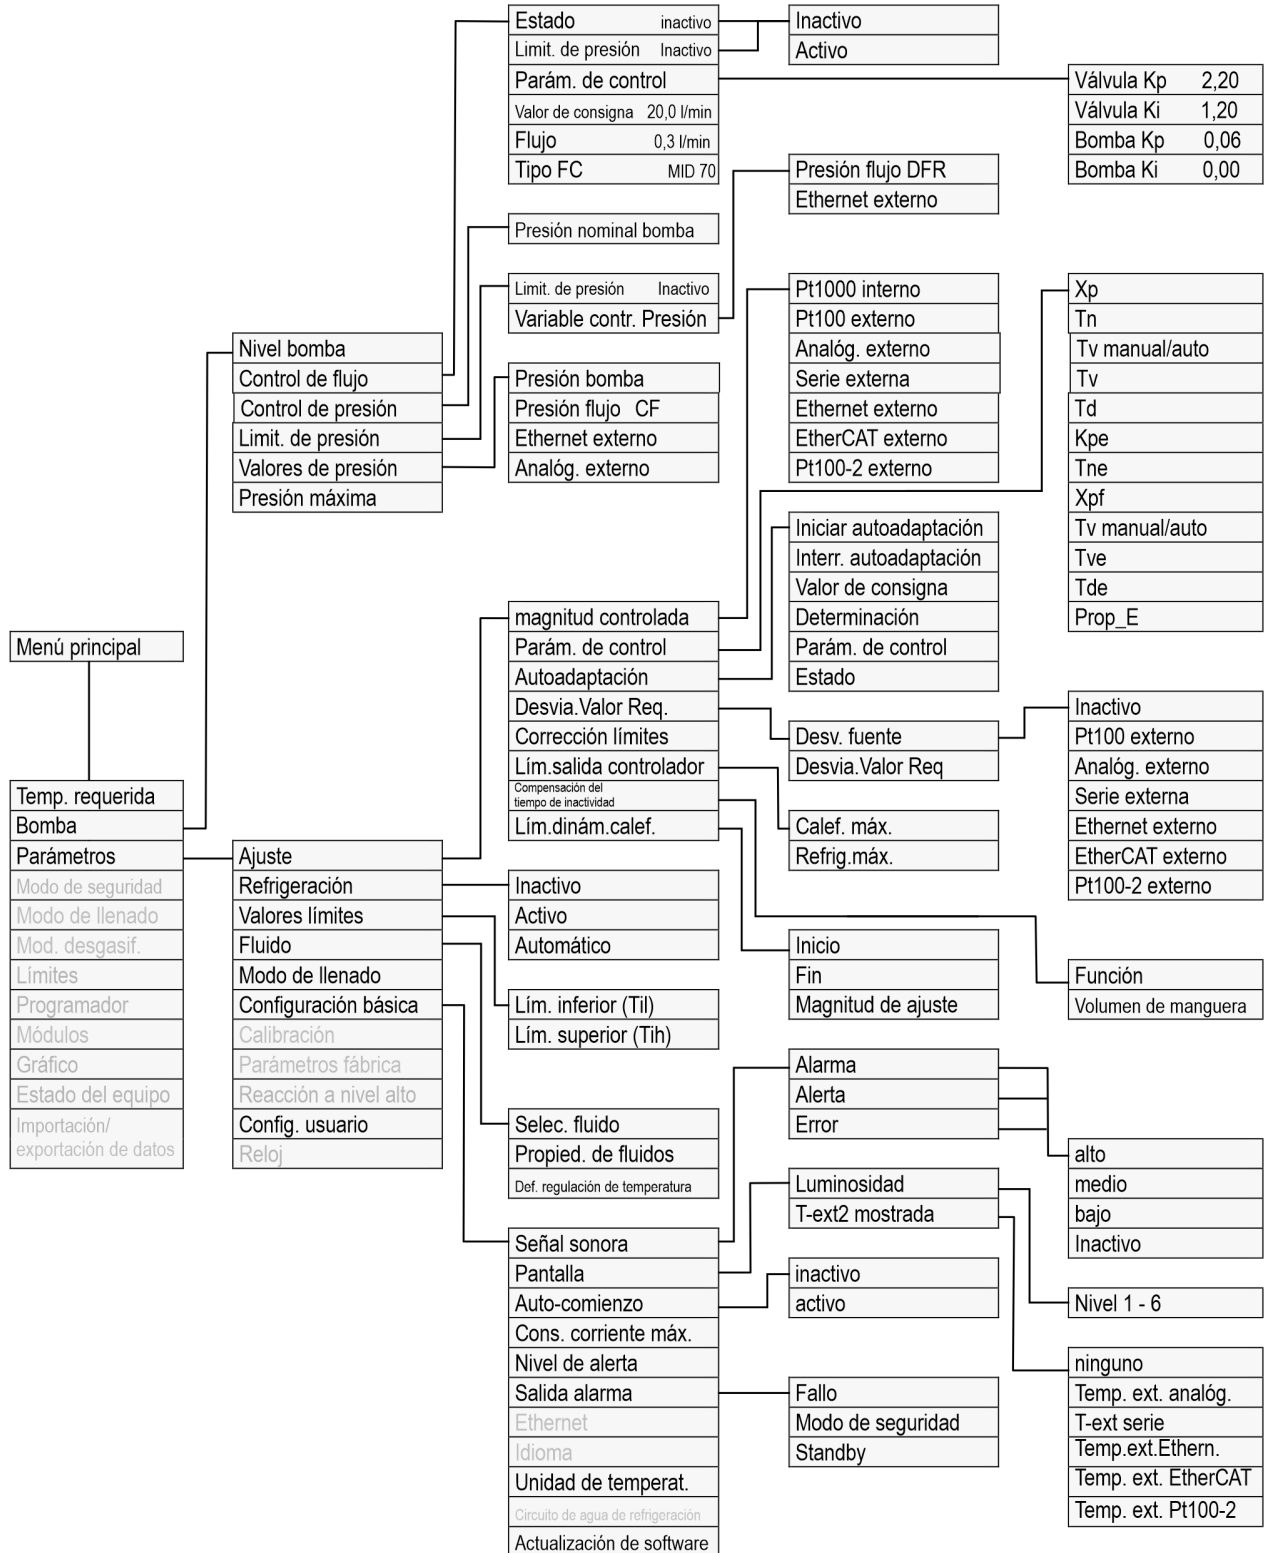 Menú principal
Temp. requerida
Bomba
Parámetros
Modo de seguridad
Modo de llenado
Mod. desgasif.
Límites
Programador
Módulos
Gráfico
Estado del equipo
Importación/
exportación de datos
Nivel bomba
Control de flujo
Control de presión
Limit. de presión
Valores de presión
Presión máxima
Ajuste
Refrigeración
Valores límites
Fluido
Modo de llenado
Configuración básica
Calibración
Parámetros fábrica
Reacción a nivel alto
Config. usuario
Reloj
Estado inactivo
Limit. de presión Inactivo
Parám. de control
Valor de consigna 20,0 l/min
Flujo 0,3 l/min
Tipo FC MID 70
Presión nominal bomba
Limit. de presión Inactivo
Variable contr. Presión
Presión bomba
Presión flujo CF
Ethernet externo
Analóg. externo
magnitud controlada
Parám. de control
Autoadaptación
Desvia.Valor Req.
Corrección límites
Lím.salida controlador
Compensación del
tiempo de inactividad
Lím.dinám.calef.
Inactivo
Activo
Automático
Lím. inferior (Til)
Lím. superior (Tih)
Selec. fluido
Propied. de fluidos
Def. regulación de temperatura
Señal sonora
Pantalla
Auto-comienzo
Cons. corriente máx.
Nivel de alerta
Salida alarma
Ethernet
Idioma
Unidad de temperat.
Circuito de agua de refrigeración
Actualización de software
Inactivo
Activo
Presión flujo DFR
Ethernet externo
Pt1000 interno
Pt100 externo
Analóg. externo
Serie externa
Ethernet externo
EtherCAT externo
Pt100-2 externo
Iniciar autoadaptación
Interr. autoadaptación
Valor de consigna
Determinación
Parám. de control
Estado
Desv. fuente
Desvia.Valor Req
Calef. máx.
Refrig.máx.
Inicio
Fin
Magnitud de ajuste
Alarma
Alerta
Error
Luminosidad
T-ext2 mostrada
inactivo
activo
Fallo
Modo de seguridad
Standby
Válvula Kp 2,20
Válvula Ki 1,20
Bomba Kp 0,06
Bomba Ki 0,00
Xp
Tn
Tv manual/auto
Tv
Td
Kpe
Tne
Xpf
Tv manual/auto
Tve
Tde
Prop_E
Inactivo
Pt100 externo
Analóg. externo
Serie externa
Ethernet externo
EtherCAT externo
Pt100-2 externo
Función
Volumen de manguera
alto
medio
bajo
Inactivo
Nivel 1 - 6
ninguno
Temp. ext. analóg.
T-ext serie
Temp.ext.Ethern.
Temp. ext. EtherCAT
Temp. ext. Pt100-2